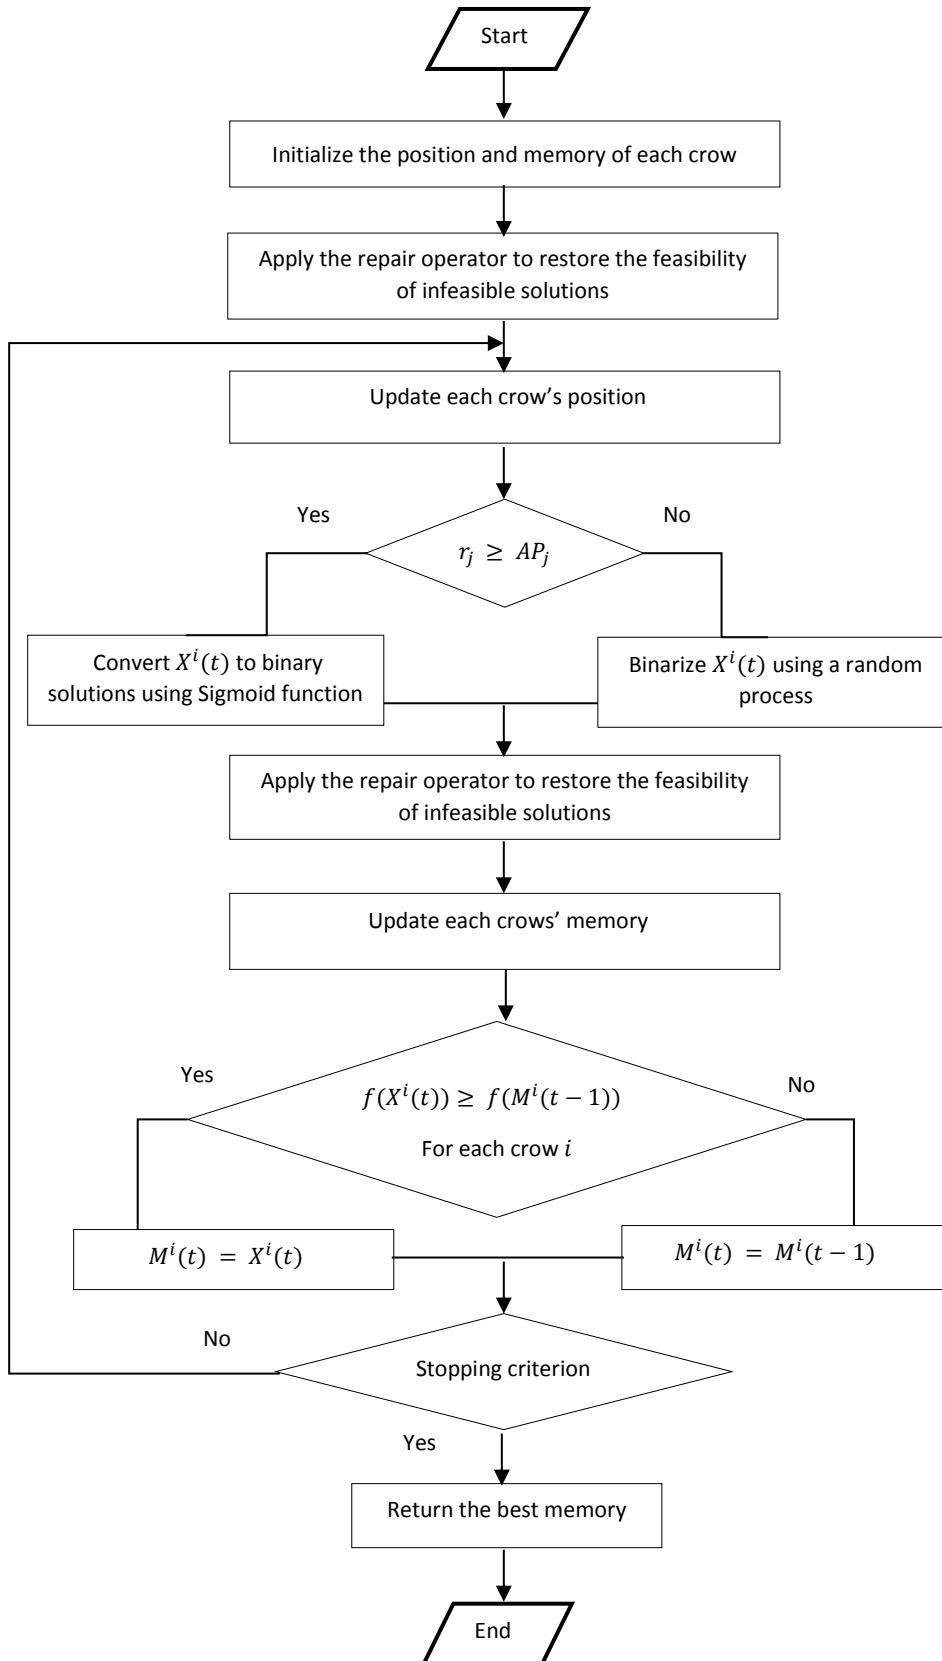 Start
Initialize the position and memory of each crow
Apply the repair operator to restore the feasibility
of infeasible solutions
Update each crow’s position
Yes
No
r_j ≥ AP_j
Convert X^i(t) to binary
solutions using Sigmoid function
Binarize X^i(t) using a random
process
Apply the repair operator to restore the feasibility
of infeasible solutions
Update each crows’ memory
Yes
No
f(X^i(t)) ≥ f(M^i(t − 1))
For each crow i
M^i(t) = X^i(t)
M^i(t) = M^i(t − 1)
No
Stopping criterion
Yes
Return the best memory
End